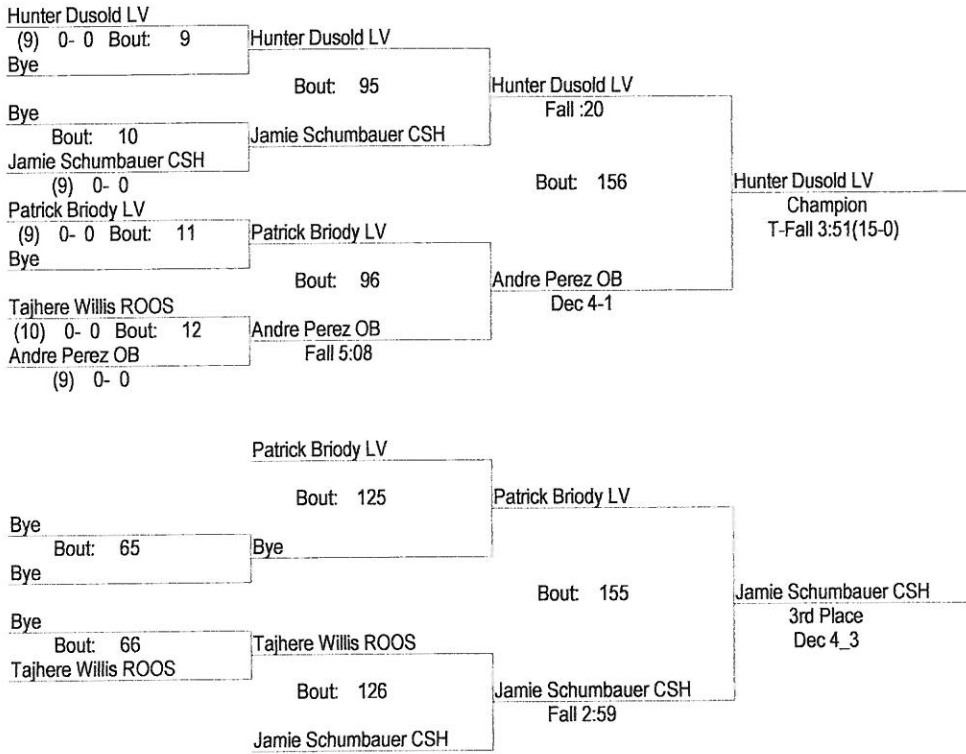 Hunter Dusold LV
(9) 0- 0 Bout: 9
Bye
Hunter Dusold LV
Bout: 95
Bye
Bout: 10
Jamie Schumbauer CSH
(9) 0- 0
Jamie Schumbauer CSH
Hunter Dusold LV
Fall :20
Bout: 156
Patrick Briody LV
(9) 0- 0 Bout: 11
Bye
Patrick Briody LV
Bout: 96
Tajhere Willis ROOS
(10) 0- 0 Bout: 12
Andre Perez OB
(9) 0- 0
Andre Perez OB
Fall 5:08
Andre Perez OB
Dec 4-1
Hunter Dusold LV
Champion
T-Fall 3:51(15-0)
Patrick Briody LV
Bout: 125
Bye
Bout: 65
Bye
Bye
Patrick Briody LV
Bout: 155
Bye
Bout: 66
Tajhere Willis ROOS
Tajhere Willis ROOS
Bout: 126
Jamie Schumbauer CSH
Jamie Schumbauer CSH
Fall 2:59
Jamie Schumbauer CSH
3rd Place
Dec 4_3